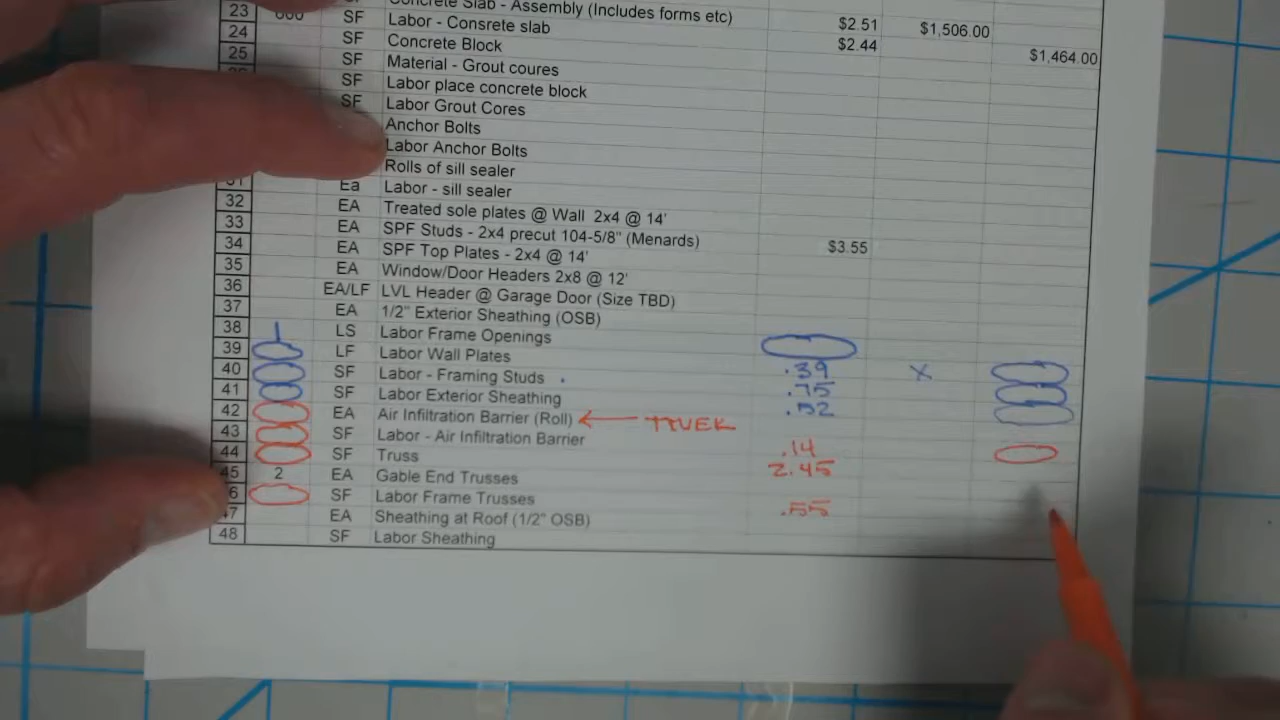 23 SF Concrete Slab - Assembly (Includes forms etc) $2.51 $1,506.00
24 SF Labor - Consrete slab $2.44 $1,464.00
25 SF Concrete Block
SF Material - Grout coures
SF Labor place concrete block
SF Labor Grout Cores
Anchor Bolts
Labor Anchor Bolts
Rolls of sill sealer
31 Ea Labor - sill sealer
32 EA Treated sole plates @ Wall 2x4 @ 14'
33 EA SPF Studs - 2x4 precut 104-5/8" (Menards) $3.55
34 EA SPF Top Plates - 2x4 @ 14'
35 EA Window/Door Headers 2x8 @ 12'
36 EA/LF LVL Header @ Garage Door (Size TBD)
37 EA 1/2" Exterior Sheathing (OSB)
38 LS Labor Frame Openings
39 LF Labor Wall Plates .39 X
40 SF Labor - Framing Studs .75
41 SF Labor Exterior Sheathing .52
42 EA Air Infiltration Barrier (Roll) ← TYVEK
43 SF Labor - Air Infiltration Barrier .14
44 SF Truss 2.45
45 2 EA Gable End Trusses
46 SF Labor Frame Trusses .55
47 EA Sheathing at Roof (1/2" OSB)
48 SF Labor Sheathing